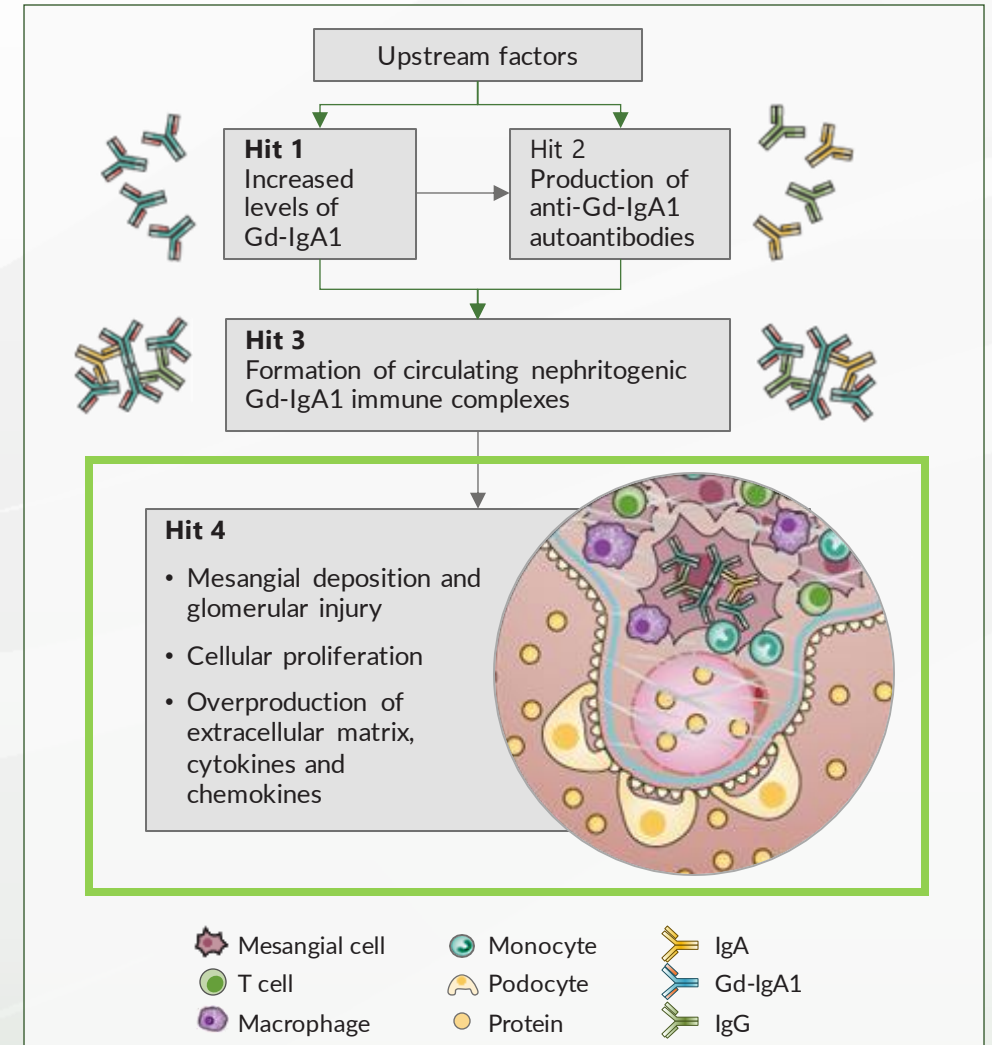 Upstream factors
Hit 1
Increased
levels of
Gd-IgA1
Hit 2
Production of
anti-Gd-IgA1
autoantibodies
Hit 3
Formation of circulating nephritogenic
Gd-IgA1 immune complexes
Hit 4
• Mesangial deposition and
glomerular injury
• Cellular proliferation
• Overproduction of
extracellular matrix,
cytokines and
chemokines
Mesangial cell
T cell
Macrophage
Monocyte
Podocyte
Protein
IgA
Gd-IgA1
IgG